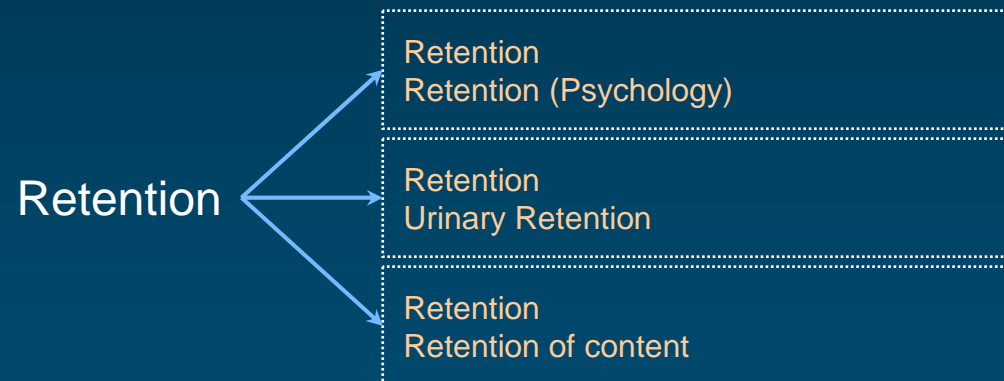 Retention
Retention
Retention (Psychology)
Retention
Urinary Retention
Retention
Retention of content